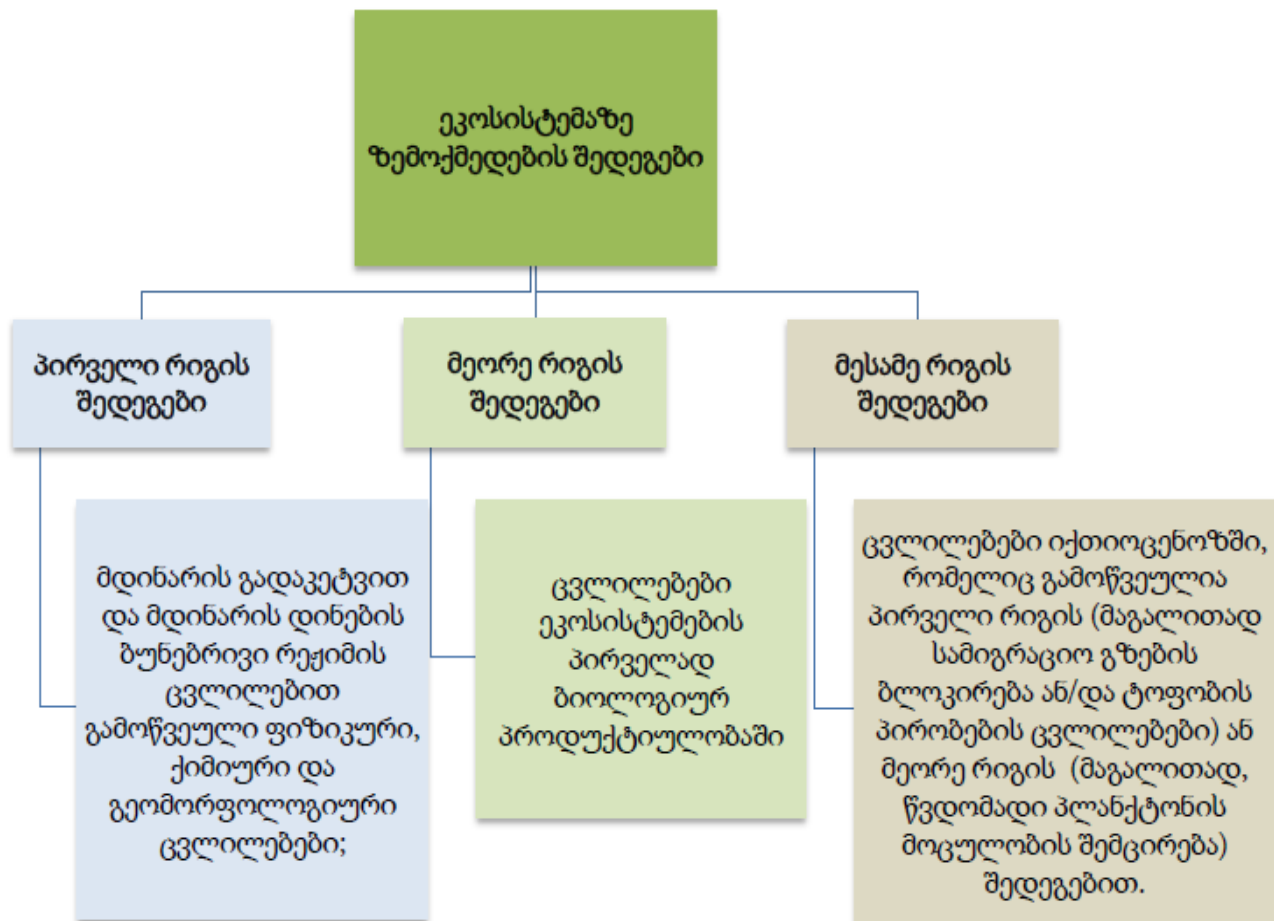 ეკოსისტემაზე
ზემოქმედების შედეგები
პირველი რიგის
შედეგები
მდინარის გადაკეტვით
და მდინარის დინების
ბუნებრივი რეჟიმის
ცვლილებით
გამოწვეული ფიზიკური,
ქიმიური და
გეომორფოლოგიური
ცვლილებები;
მეორე რიგის
შედეგები
ცვლილებები
ეკოსისტემების
პირველად
ბიოლოგიურ
პროდუქტიულობაში
მესამე რიგის
შედეგები
ცვლილებები იქთიოცენოზში,
რომელიც გამოწვეულია
პირველი რიგის (მაგალითად
სამიგრაციო გზების
ბლოკირება ან/და ტოფობის
პირობების ცვლილებები) ან
მეორე რიგის (მაგალითად,
წვდომადი პლანქტონის
მოცულობის შემცირება)
შედეგებით.